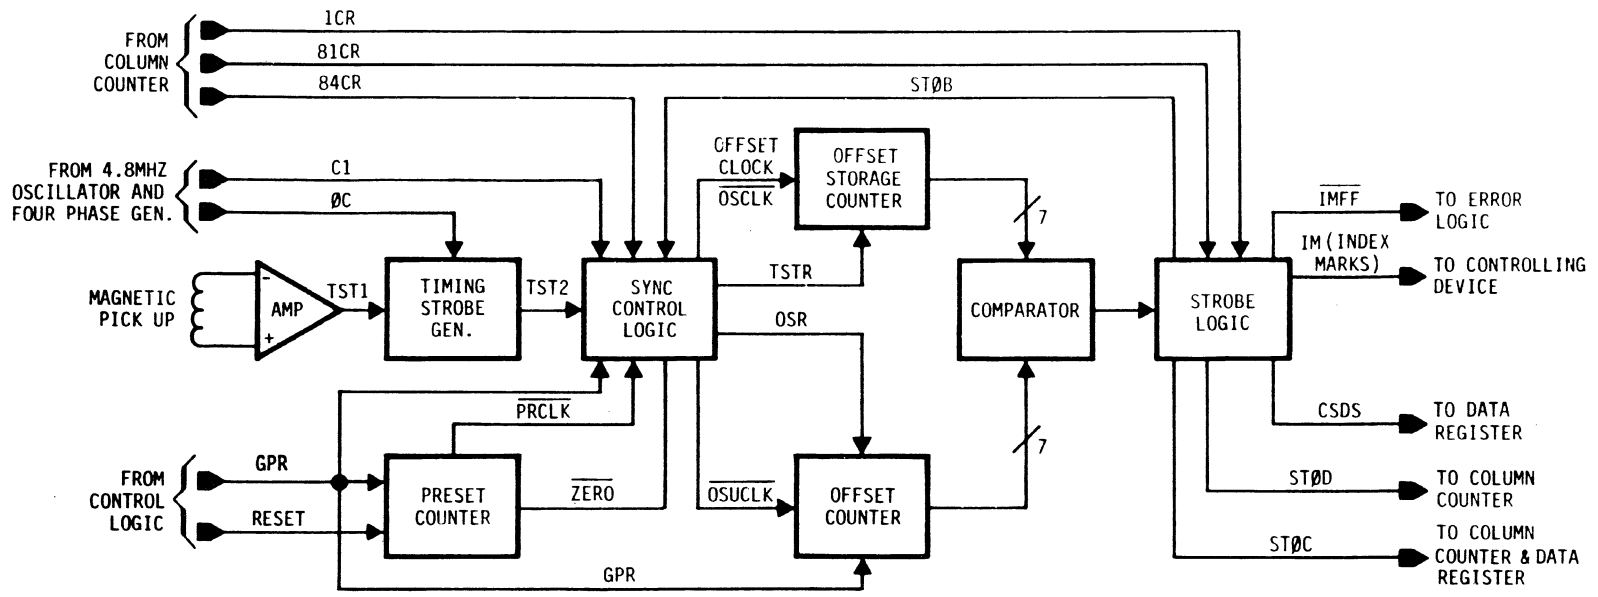 1CR
FROM
COLUMN
COUNTER
81CR
84CR
STØB
FROM 4.8MHZ
OSCILLATOR AND
FOUR PHASE GEN.
C1
ØC
OFFSET
CLOCK
OSCLK
OFFSET
STORAGE
COUNTER
7
IMFF
TO ERROR
LOGIC
IM(INDEX
MARKS)
TO CONTROLLING
DEVICE
MAGNETIC
PICK UP
-
+
AMP
TST1
TIMING
STROBE
GEN.
TST2
SYNC
CONTROL
LOGIC
TSTR
OSR
COMPARATOR
STROBE
LOGIC
PRCLK
CSDS
TO DATA
REGISTER
7
FROM
CONTROL
LOGIC
GPR
RESET
PRESET
COUNTER
ZERO
OSUCLK
OFFSET
COUNTER
STØD
TO COLUMN
COUNTER
STØC
TO COLUMN
COUNTER & DATA
REGISTER
GPR